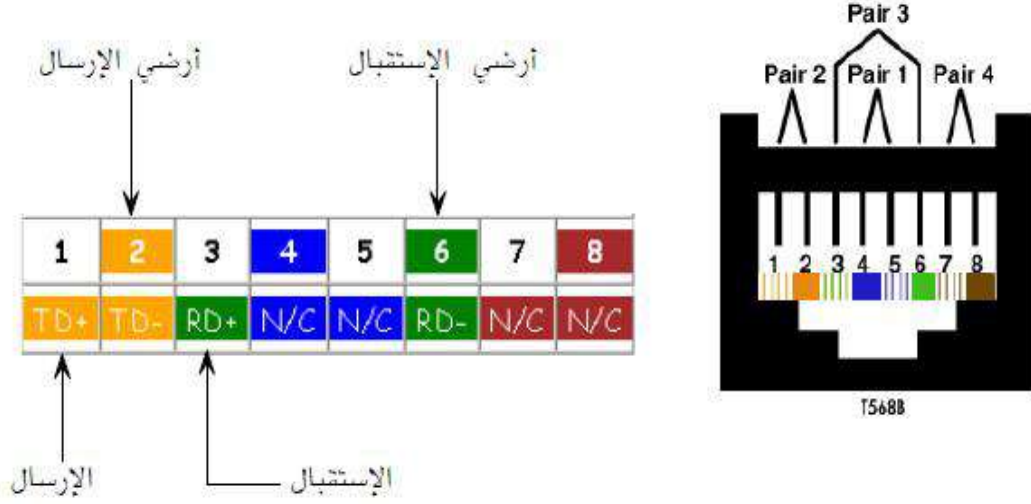 Pair 3
أرضي الإرسال
أرضي الإستقبال
Pair 2 Pair 1 Pair 4
1 2 3 4 5 6 7 8
TD+ TD- RD+ N/C N/C RD- N/C N/C
1 2 3 4 5 6 7 8
T568B
الإرسال
الإستقبال